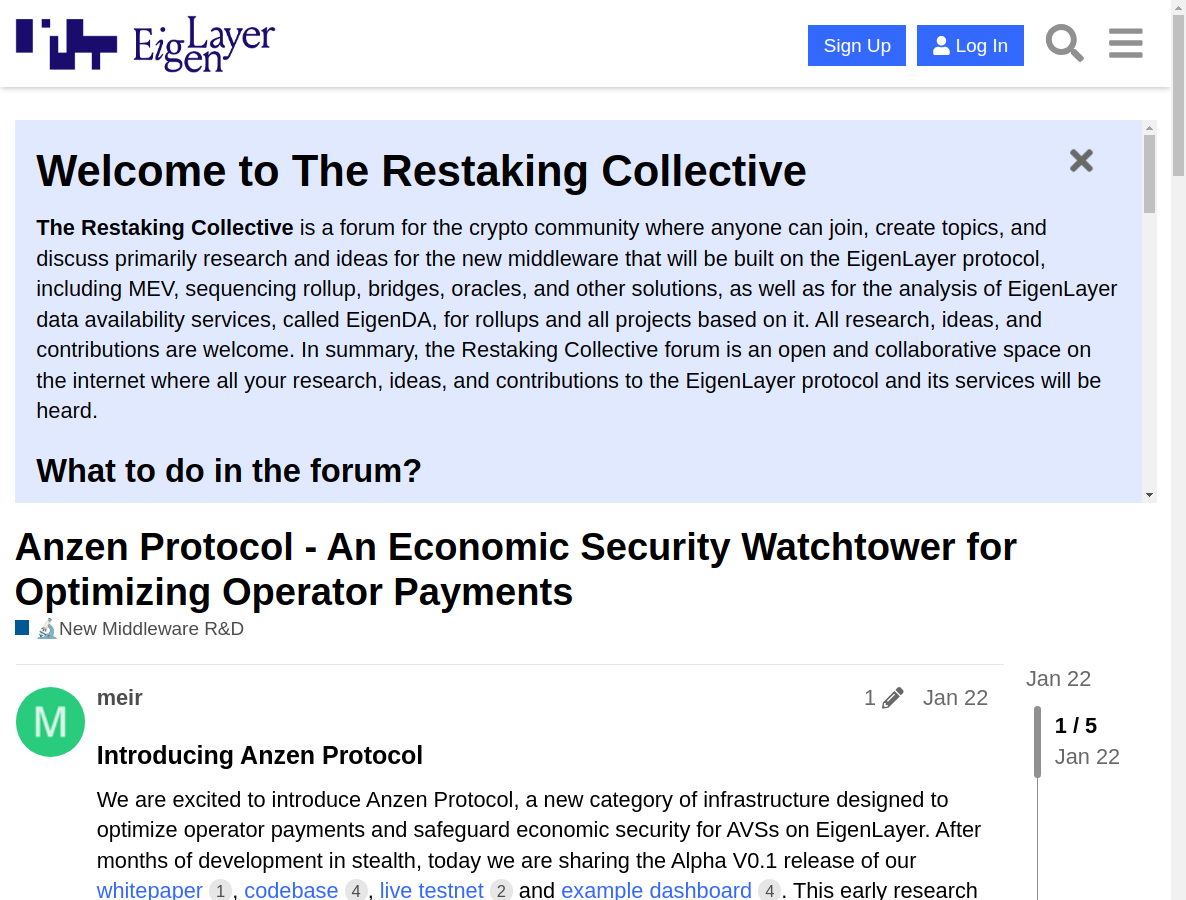 EigenLayer
Sign Up
Log In
Welcome to The Restaking Collective
The Restaking Collective is a forum for the crypto community where anyone can join, create topics, and
discuss primarily research and ideas for the new middleware that will be built on the EigenLayer protocol,
including MEV, sequencing rollup, bridges, oracles, and other solutions, as well as for the analysis of EigenLayer
data availability services, called EigenDA, for rollups and all projects based on it. All research, ideas, and
contributions are welcome. In summary, the Restaking Collective forum is an open and collaborative space on
the internet where all your research, ideas, and contributions to the EigenLayer protocol and its services will be
heard.
What to do in the forum?
Anzen Protocol - An Economic Security Watchtower for
Optimizing Operator Payments
New Middleware R&D
M
meir
1
Jan 22
Jan 22
1 / 5
Jan 22
Introducing Anzen Protocol
We are excited to introduce Anzen Protocol, a new category of infrastructure designed to
optimize operator payments and safeguard economic security for AVSs on EigenLayer. After
months of development in stealth, today we are sharing the Alpha V0.1 release of our
whitepaper 1, codebase 4, live testnet 2 and example dashboard 4. This early research